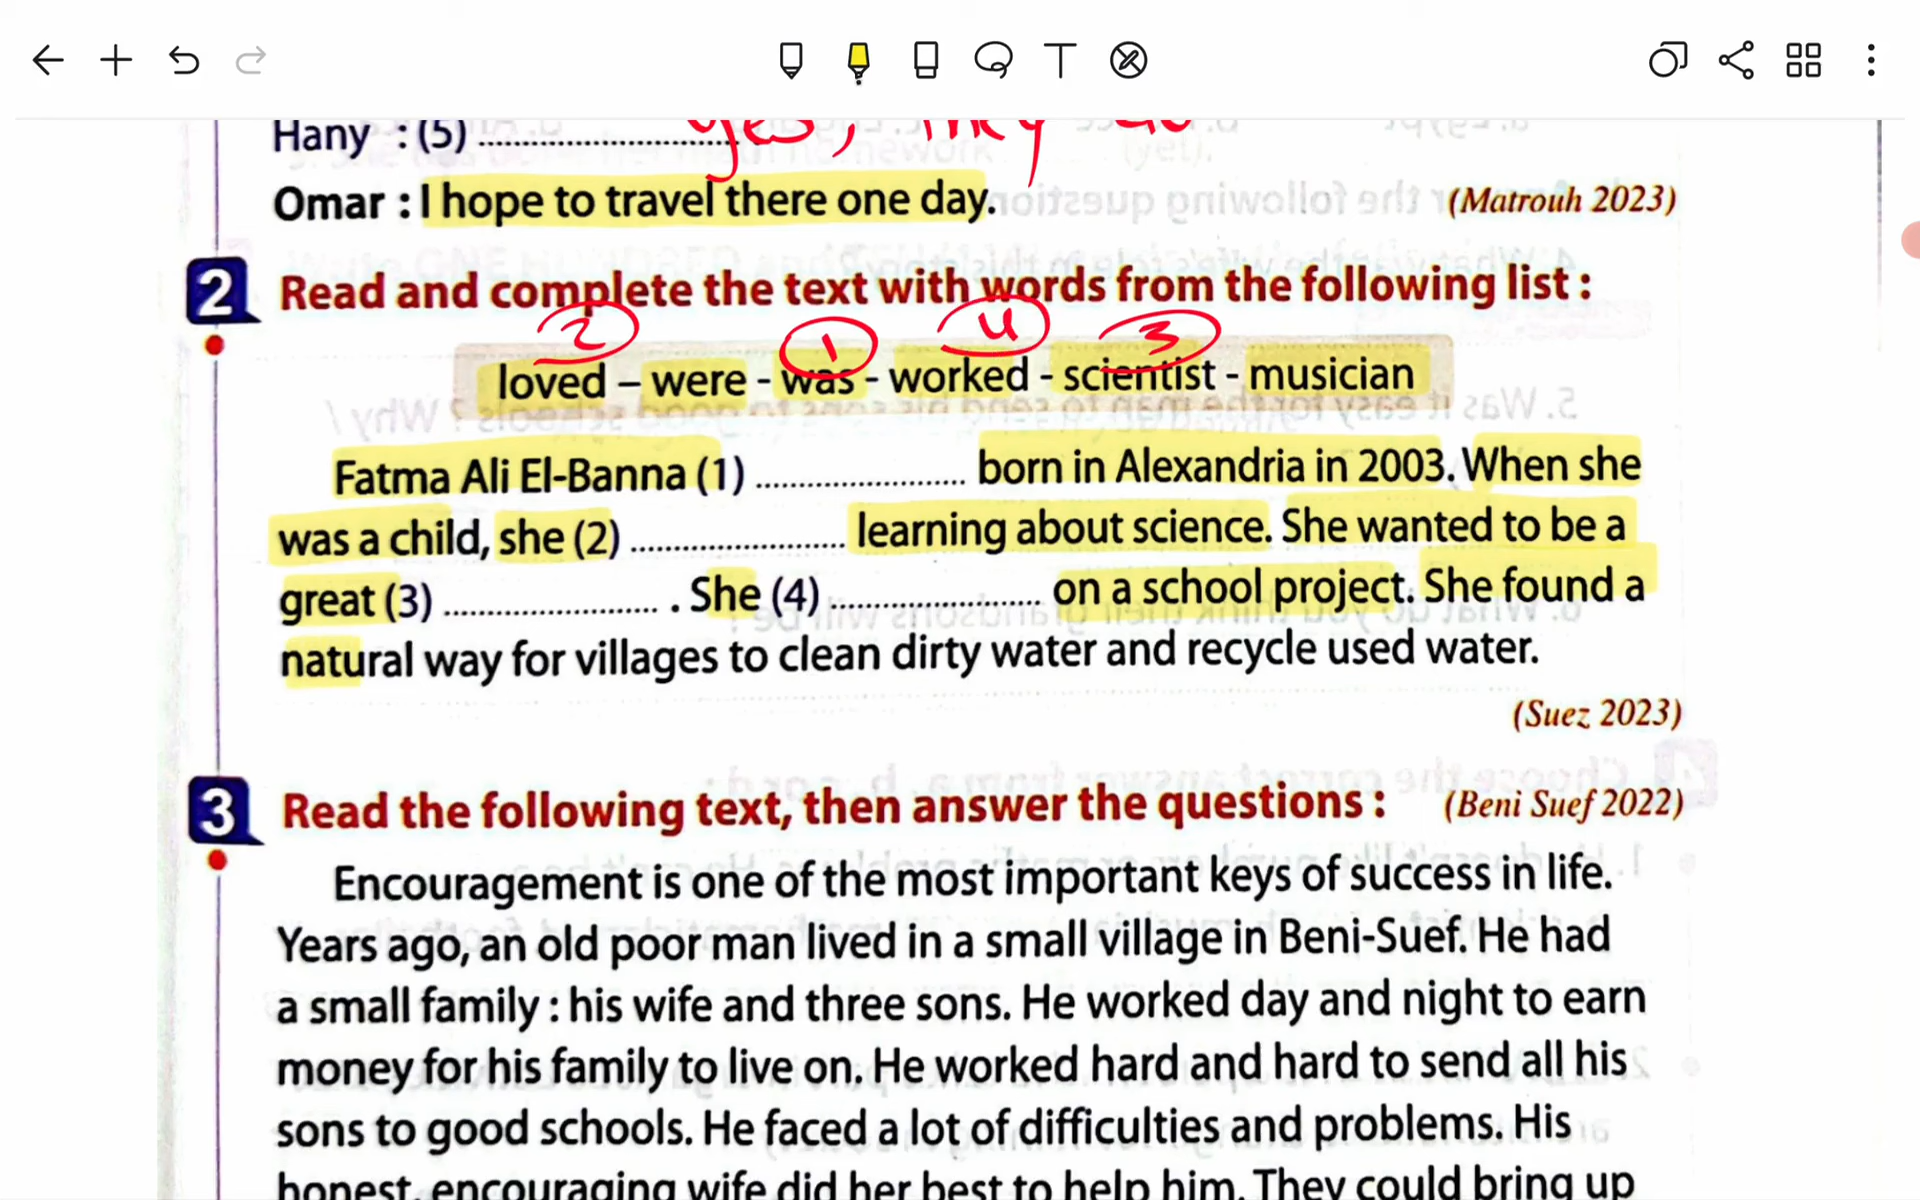 Hany : (5) ........................ yes, they do
Omar : I hope to travel there one day. (Matrouh 2023)
2 Read and complete the text with words from the following list :
2 1 4 3
loved – were - was - worked - scientist - musician
Fatma Ali El-Banna (1) ........................ born in Alexandria in 2003. When she
was a child, she (2) ........................ learning about science. She wanted to be a
great (3) ........................ . She (4) ........................ on a school project. She found a
natural way for villages to clean dirty water and recycle used water.
(Suez 2023)
3 Read the following text, then answer the questions : (Beni Suef 2022)
Encouragement is one of the most important keys of success in life.
Years ago, an old poor man lived in a small village in Beni-Suef. He had
a small family : his wife and three sons. He worked day and night to earn
money for his family to live on. He worked hard and hard to send all his
sons to good schools. He faced a lot of difficulties and problems. His
honest, encouraging wife did her best to help him. They could bring up